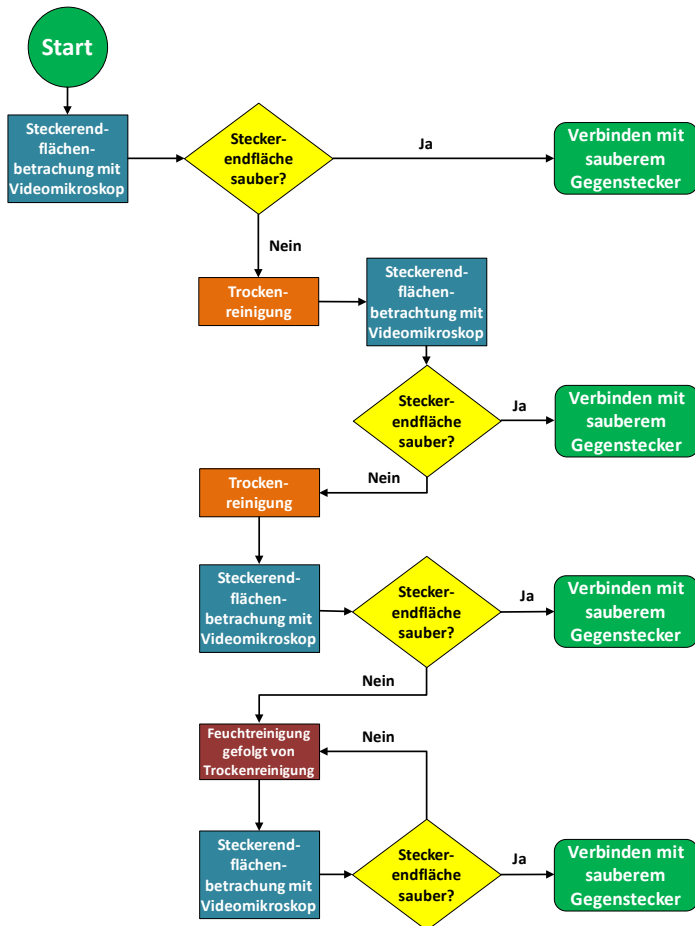 Start
Steckerend-
flächen-
betrachung mit
Videomikroskop
Stecker-
endfläche
sauber?
Ja
Verbinden mit
sauberem
Gegenstecker
Nein
Trocken-
reinigung
Steckerend-
flächen-
betrachtung mit
Videomikroskop
Stecker-
endfläche
sauber?
Ja
Verbinden mit
sauberem
Gegenstecker
Nein
Trocken-
reinigung
Steckerend-
flächen-
betrachung mit
Videomikroskop
Stecker-
endfläche
sauber?
Ja
Verbinden mit
sauberem
Gegenstecker
Nein
Feuchtreinigung
gefolgt von
Trockenreinigung
Nein
Steckerend-
flächen-
betrachung mit
Videomikroskop
Stecker-
endfläche
sauber?
Ja
Verbinden mit
sauberem
Gegenstecker